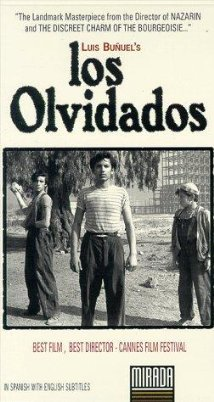 "The Landmark Masterpiece from the Director of NAZARIN
and THE DISCREET CHARM OF THE BOURGEOISIE..."
LUIS BUÑUEL'S
los
Olvidados
BEST FILM, BEST DIRECTOR - CANNES FILM FESTIVAL
IN SPANISH WITH ENGLISH SUBTITLES
MIRADA